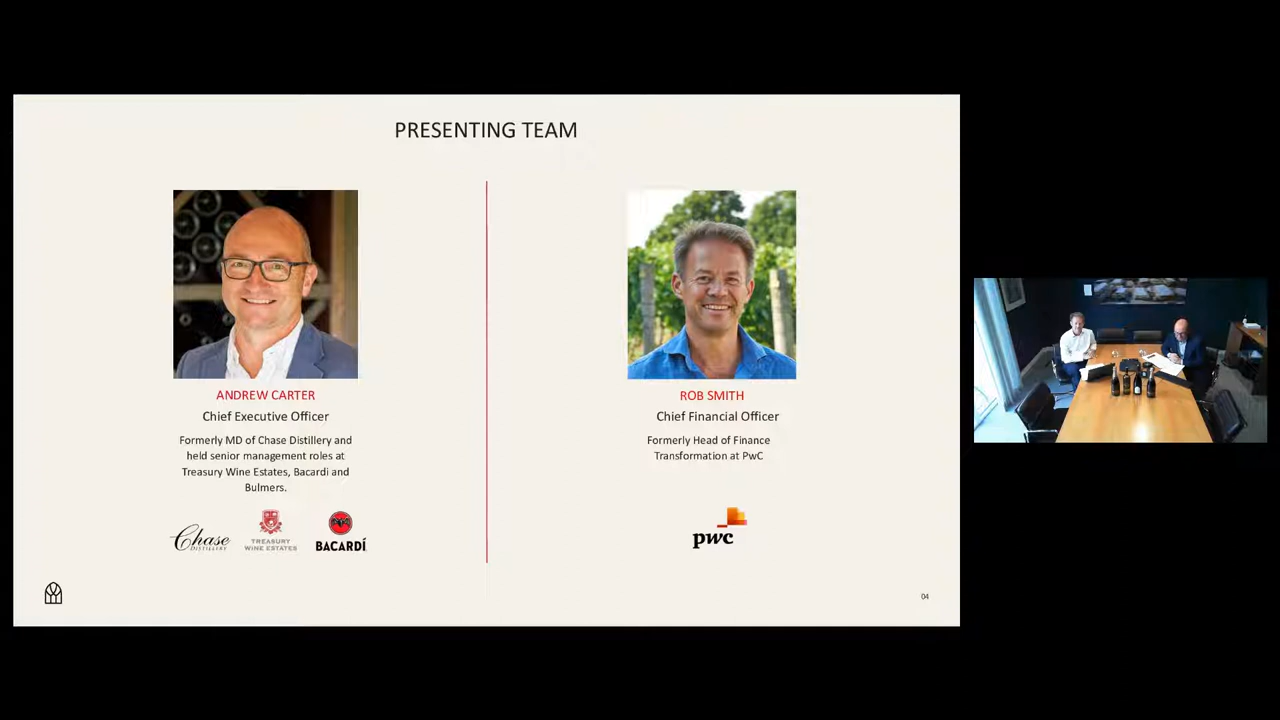 PRESENTING TEAM
ANDREW CARTER
Chief Executive Officer
Formerly MD of Chase Distillery and
held senior management roles at
Treasury Wine Estates, Bacardi and
Bulmers.
Chase
DISTILLERY
TREASURY
WINE ESTATES
BACARDÍ
ROB SMITH
Chief Financial Officer
Formerly Head of Finance
Transformation at PwC
pwc
04